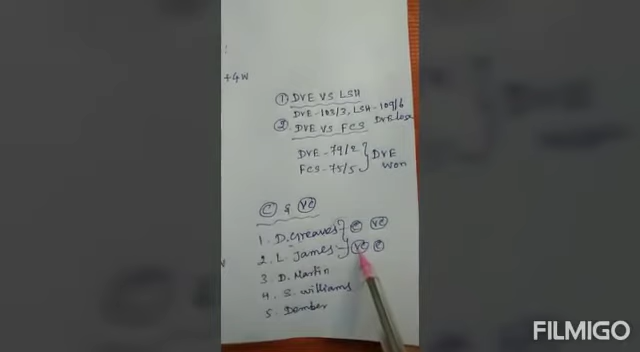 +4W
① DVE VS LSH
DVE-103/3, LSH-109/6
DVE lose
② DVE VS FCS
DVE-79/2
FCS-75/5
DVE
Won
Ⓒ & VC
1. D. Greaves C VC
2. L James VC C
3. D. Martin
4. S. williams
5. Dember
FILMIGO